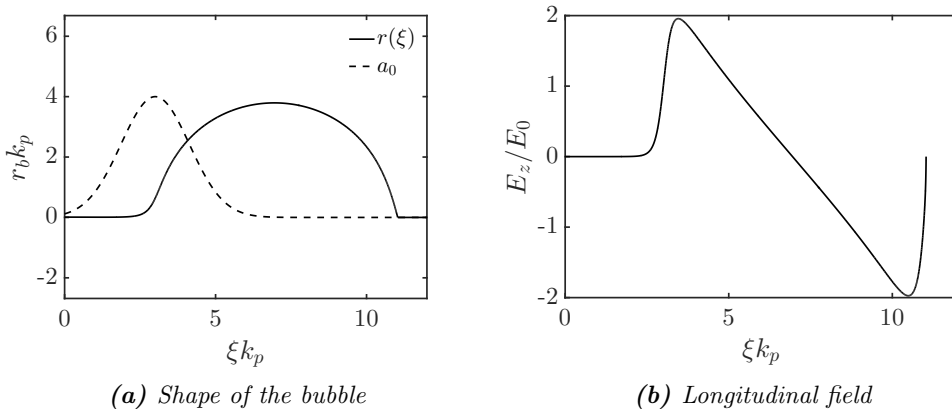 6
4
2
0
-2
r_b k_p
r(ξ)
a_0
0
5
10
ξk_p
(a) Shape of the bubble
2
1
0
-1
-2
E_z/E_0
0
5
10
ξk_p
(b) Longitudinal field